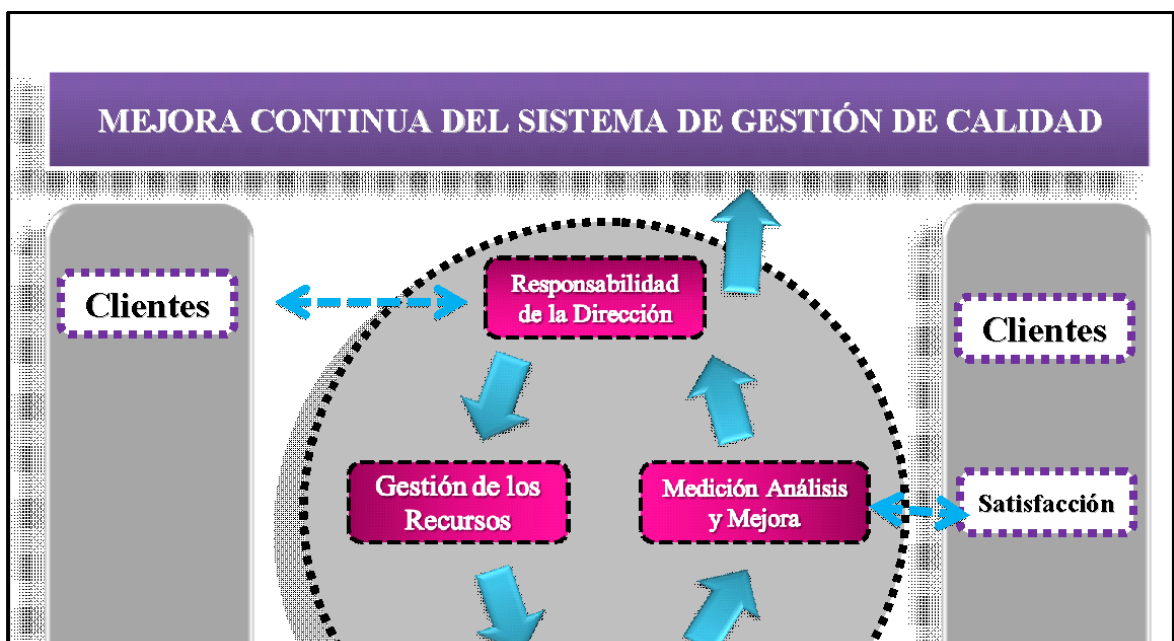 MEJORA CONTINUA DEL SISTEMA DE GESTIÓN DE CALIDAD
Clientes
Responsabilidad
de la Dirección
Clientes
Gestión de los
Recursos
Medición Análisis
y Mejora
Satisfacción